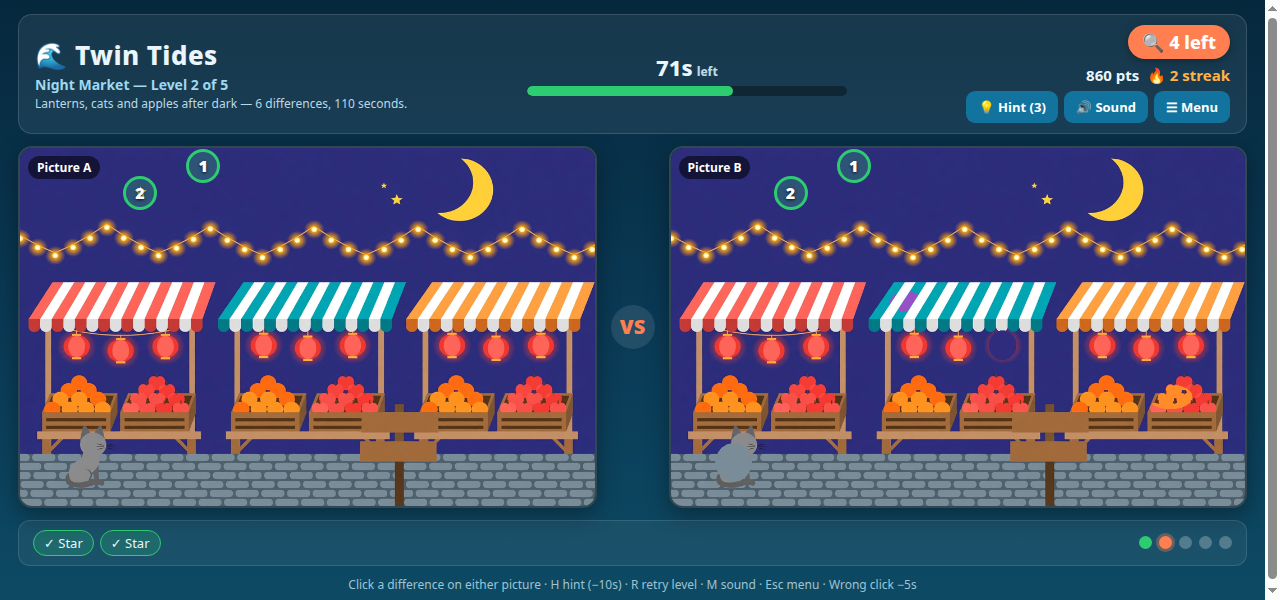 🌊 Twin Tides
Night Market — Level 2 of 5
Lanterns, cats and apples after dark — 6 differences, 110 seconds.
71s left
🔍 4 left
860 pts 🔥 2 streak
💡 Hint (3)
🔊 Sound
☰ Menu
Picture A
1
2
VS
Picture B
1
2
✓ Star
✓ Star
Click a difference on either picture · H hint (−10s) · R retry level · M sound · Esc menu · Wrong click −5s